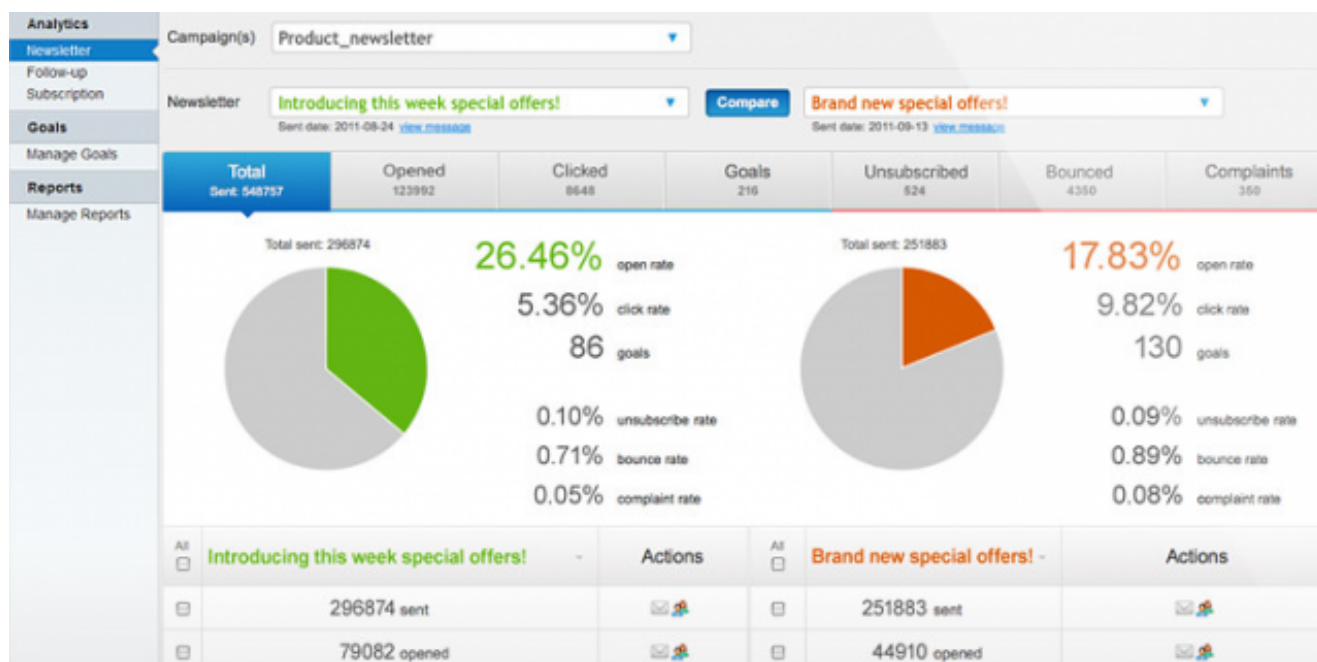 Analytics
Newsletter
Follow-up
Subscription
Goals
Manage Goals
Reports
Manage Reports
Campaign(s) Product_newsletter
Newsletter Introducing this week special offers! Compare Brand new special offers!
Sent date: 2011-08-24 view message Sent date: 2011-09-13 view message
Total Opened Clicked Goals Unsubscribed Bounced Complaints
Sent: 548757 123992 8648 216 524 4350 350
Total sent: 296874 Total sent: 251883
26.46% open rate 17.83% open rate
5.36% click rate 9.82% click rate
86 goals 130 goals
0.10% unsubscribe rate 0.09% unsubscribe rate
0.71% bounce rate 0.89% bounce rate
0.05% complaint rate 0.08% complaint rate
All Introducing this week special offers! Actions All Brand new special offers! Actions
296874 sent 251883 sent
79082 opened 44910 opened